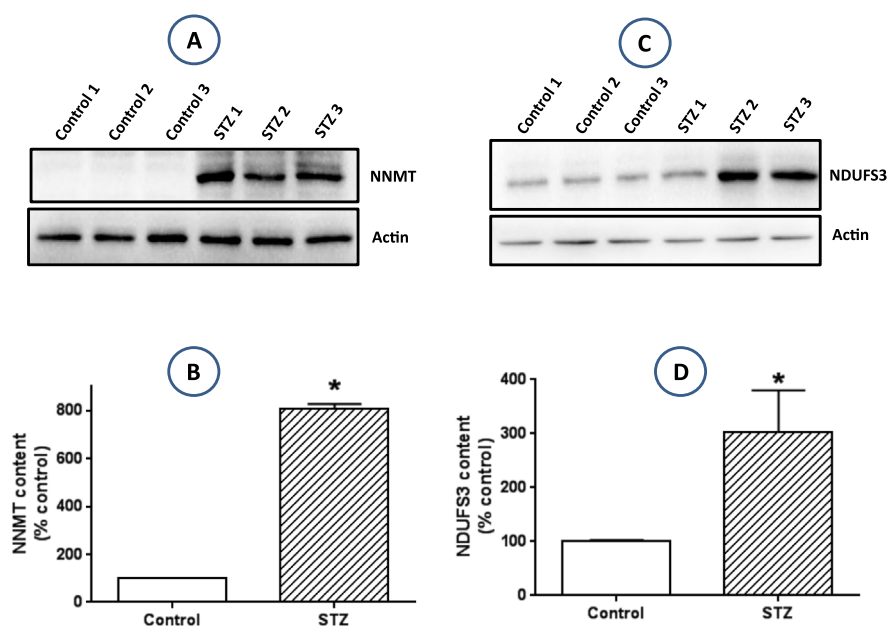 A
Control 1
Control 2
Control 3
STZ 1
STZ 2
STZ 3
NNMT
Actin
C
Control 1
Control 2
Control 3
STZ 1
STZ 2
STZ 3
NDUFS3
Actin
B
NNMT content
(% control)
800
600
400
200
0
*
Control
STZ
D
NDUFS3 content
(% control)
400
300
200
100
0
*
Control
STZ